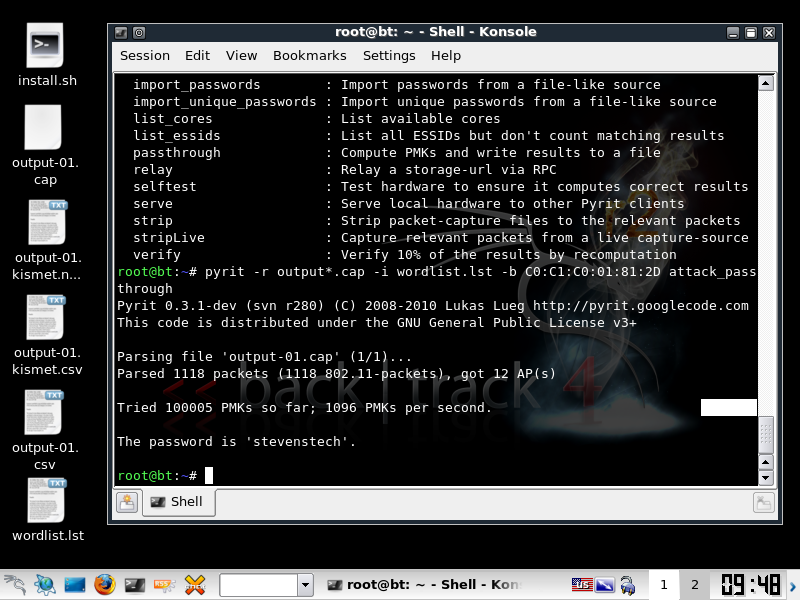 root@bt: ~ - Shell - Konsole
Session Edit View Bookmarks Settings Help
import_passwords : Import passwords from a file-like source
import_unique_passwords : Import unique passwords from a file-like source
list_cores : List available cores
list_essids : List all ESSIDs but don't count matching results
passthrough : Compute PMKs and write results to a file
relay : Relay a storage-url via RPC
selftest : Test hardware to ensure it computes correct results
serve : Serve local hardware to other Pyrit clients
strip : Strip packet-capture files to the relevant packets
stripLive : Capture relevant packets from a live capture-source
verify : Verify 10% of the results by recomputation
root@bt:~# pyrit -r output*.cap -i wordlist.lst -b C0:C1:C0:01:81:2D attack_pass
through
Pyrit 0.3.1-dev (svn r280) (C) 2008-2010 Lukas Lueg http://pyrit.googlecode.com
This code is distributed under the GNU General Public License v3+
Parsing file 'output-01.cap' (1/1)...
Parsed 1118 packets (1118 802.11-packets), got 12 AP(s)
Tried 100005 PMKs so far; 1096 PMKs per second.
The password is 'stevenstech'.
root@bt:~#
<< back|track 4
Shell
install.sh
output-01.
cap
TXT
output-01.
kismet.n...
TXT
output-01.
kismet.csv
TXT
output-01.
csv
TXT
wordlist.lst
root@bt: ~ - Shell - Kon
1
2
09:48